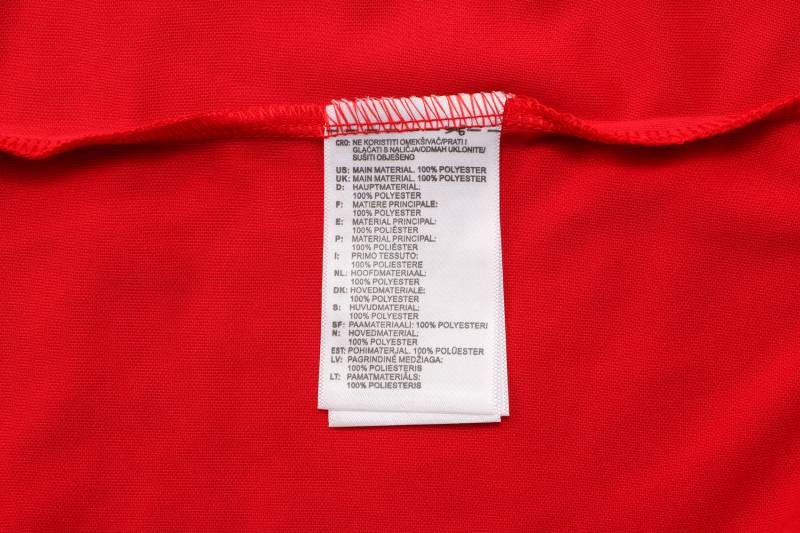 CRO: NE KORISTITI OMEKŠIVAČ/PRATI I
GLAČATI S NALIČJA/ODMAH UKLONITE/
SUŠITI OBJEŠENO
US: MAIN MATERIAL. 100% POLYESTER
UK: MAIN MATERIAL. 100% POLYESTER
D: HAUPTMATERIAL:
100% POLYESTER
F: MATIERE PRINCIPALE:
100% POLYESTER
E: MATERIAL PRINCIPAL:
100% POLIÉSTER
P: MATERIAL PRINCIPAL:
100% POLIÉSTER
I: PRIMO TESSUTO:
100% POLIESTERE
NL: HOOFDMATERIAAL:
100% POLYESTER
DK: HOVEDMATERIALE:
100% POLYESTER
S: HUVUDMATERIAL:
100% POLYESTER
SF: PAAMATERIAALI: 100% POLYESTERI
N: HOVEDMATERIAL:
100% POLYESTER
EST: POHIMATERJAL. 100% POLÜESTER
LV: PAGRINDINĖ MEDŽIAGA:
100% POLIESTERIS
LT: PAMATMATERIĀLS:
100% POLIESTERIS